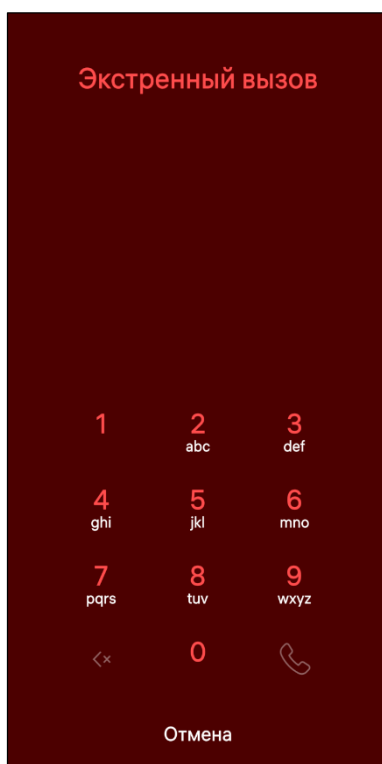 Экстренный вызов
1 2 3
abc def
4 5 6
ghi jkl mno
7 8 9
pqrs tuv wxyz
0
Отмена